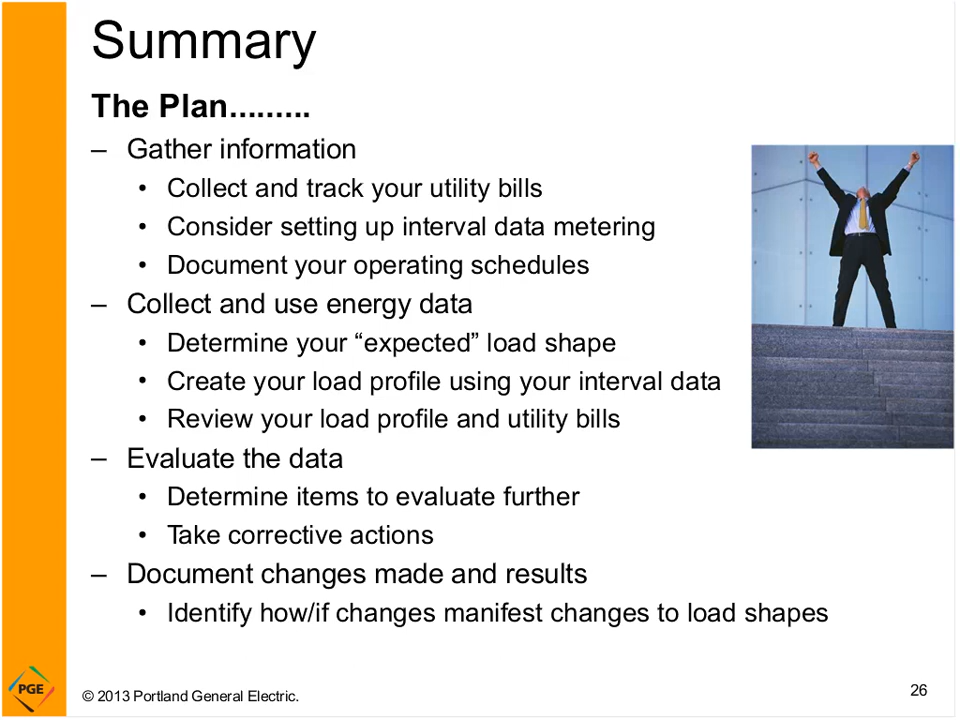 Summary
The Plan.........
– Gather information
• Collect and track your utility bills
• Consider setting up interval data metering
• Document your operating schedules
– Collect and use energy data
• Determine your “expected” load shape
• Create your load profile using your interval data
• Review your load profile and utility bills
– Evaluate the data
• Determine items to evaluate further
• Take corrective actions
– Document changes made and results
• Identify how/if changes manifest changes to load shapes
PGE
© 2013 Portland General Electric.
26